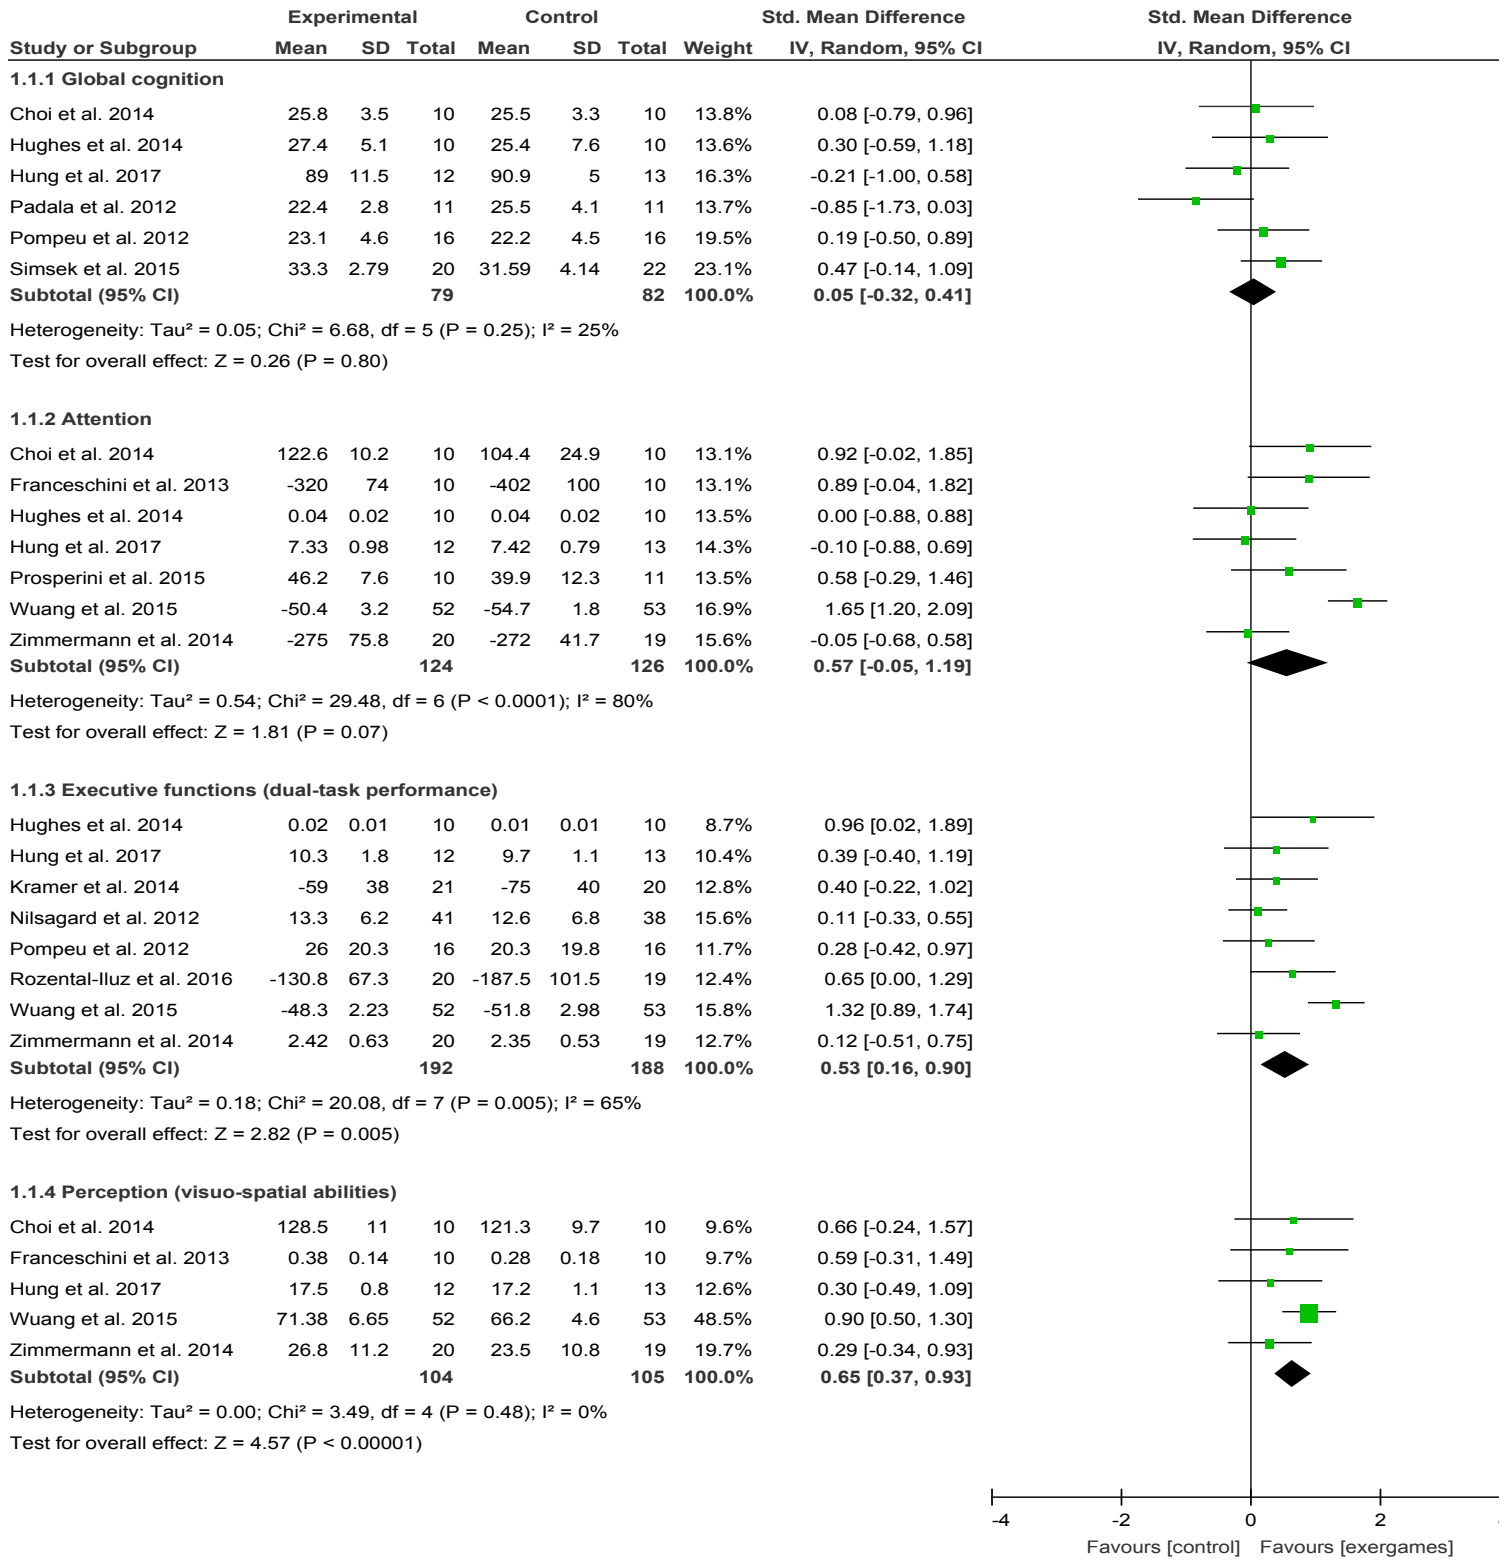 Experimental Control Std. Mean Difference Std. Mean Difference
Study or Subgroup Mean SD Total Mean SD Total Weight IV, Random, 95% CI IV, Random, 95% CI
1.1.1 Global cognition
Choi et al. 2014 25.8 3.5 10 25.5 3.3 10 13.8% 0.08 [-0.79, 0.96]
Hughes et al. 2014 27.4 5.1 10 25.4 7.6 10 13.6% 0.30 [-0.59, 1.18]
Hung et al. 2017 89 11.5 12 90.9 5 13 16.3% -0.21 [-1.00, 0.58]
Padala et al. 2012 22.4 2.8 11 25.5 4.1 11 13.7% -0.85 [-1.73, 0.03]
Pompeu et al. 2012 23.1 4.6 16 22.2 4.5 16 19.5% 0.19 [-0.50, 0.89]
Simsek et al. 2015 33.3 2.79 20 31.59 4.14 22 23.1% 0.47 [-0.14, 1.09]
Subtotal (95% CI) 79 82 100.0% 0.05 [-0.32, 0.41]
Heterogeneity: Tau² = 0.05; Chi² = 6.68, df = 5 (P = 0.25); I² = 25%
Test for overall effect: Z = 0.26 (P = 0.80)
1.1.2 Attention
Choi et al. 2014 122.6 10.2 10 104.4 24.9 10 13.1% 0.92 [-0.02, 1.85]
Franceschini et al. 2013 -320 74 10 -402 100 10 13.1% 0.89 [-0.04, 1.82]
Hughes et al. 2014 0.04 0.02 10 0.04 0.02 10 13.5% 0.00 [-0.88, 0.88]
Hung et al. 2017 7.33 0.98 12 7.42 0.79 13 14.3% -0.10 [-0.88, 0.69]
Prosperini et al. 2015 46.2 7.6 10 39.9 12.3 11 13.5% 0.58 [-0.29, 1.46]
Wuang et al. 2015 -50.4 3.2 52 -54.7 1.8 53 16.9% 1.65 [1.20, 2.09]
Zimmermann et al. 2014 -275 75.8 20 -272 41.7 19 15.6% -0.05 [-0.68, 0.58]
Subtotal (95% CI) 124 126 100.0% 0.57 [-0.05, 1.19]
Heterogeneity: Tau² = 0.54; Chi² = 29.48, df = 6 (P < 0.0001); I² = 80%
Test for overall effect: Z = 1.81 (P = 0.07)
1.1.3 Executive functions (dual-task performance)
Hughes et al. 2014 0.02 0.01 10 0.01 0.01 10 8.7% 0.96 [0.02, 1.89]
Hung et al. 2017 10.3 1.8 12 9.7 1.1 13 10.4% 0.39 [-0.40, 1.19]
Kramer et al. 2014 -59 38 21 -75 40 20 12.8% 0.40 [-0.22, 1.02]
Nilsagard et al. 2012 13.3 6.2 41 12.6 6.8 38 15.6% 0.11 [-0.33, 0.55]
Pompeu et al. 2012 26 20.3 16 20.3 19.8 16 11.7% 0.28 [-0.42, 0.97]
Rozental-Iluz et al. 2016 -130.8 67.3 20 -187.5 101.5 19 12.4% 0.65 [0.00, 1.29]
Wuang et al. 2015 -48.3 2.23 52 -51.8 2.98 53 15.8% 1.32 [0.89, 1.74]
Zimmermann et al. 2014 2.42 0.63 20 2.35 0.53 19 12.7% 0.12 [-0.51, 0.75]
Subtotal (95% CI) 192 188 100.0% 0.53 [0.16, 0.90]
Heterogeneity: Tau² = 0.18; Chi² = 20.08, df = 7 (P = 0.005); I² = 65%
Test for overall effect: Z = 2.82 (P = 0.005)
1.1.4 Perception (visuo-spatial abilities)
Choi et al. 2014 128.5 11 10 121.3 9.7 10 9.6% 0.66 [-0.24, 1.57]
Franceschini et al. 2013 0.38 0.14 10 0.28 0.18 10 9.7% 0.59 [-0.31, 1.49]
Hung et al. 2017 17.5 0.8 12 17.2 1.1 13 12.6% 0.30 [-0.49, 1.09]
Wuang et al. 2015 71.38 6.65 52 66.2 4.6 53 48.5% 0.90 [0.50, 1.30]
Zimmermann et al. 2014 26.8 11.2 20 23.5 10.8 19 19.7% 0.29 [-0.34, 0.93]
Subtotal (95% CI) 104 105 100.0% 0.65 [0.37, 0.93]
Heterogeneity: Tau² = 0.00; Chi² = 3.49, df = 4 (P = 0.48); I² = 0%
Test for overall effect: Z = 4.57 (P < 0.00001)
-4 -2 0 2
Favours [control] Favours [exergames]